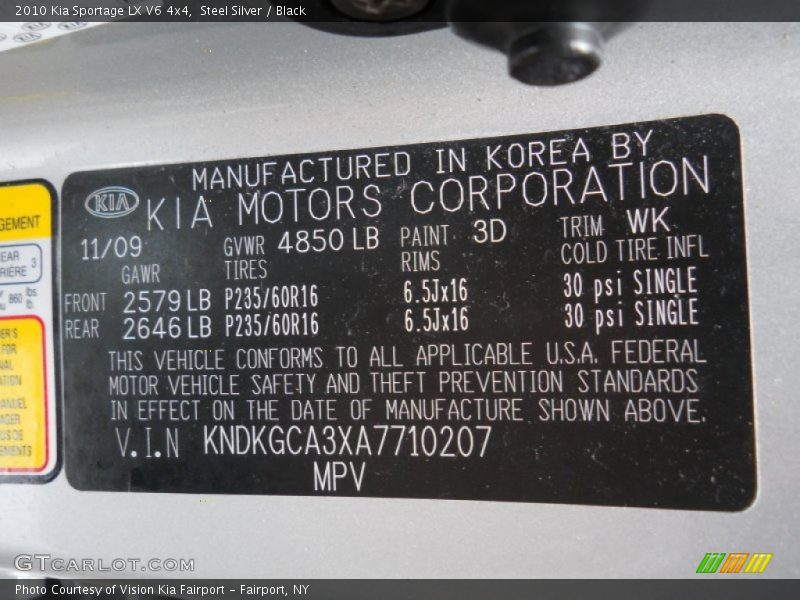 2010 Kia Sportage LX V6 4x4, Steel Silver / Black
MANUFACTURED IN KOREA BY
KIA KIA MOTORS CORPORATION
11/09 GVWR 4850 LB PAINT 3D TRIM WK
GAWR TIRES RIMS COLD TIRE INFL
FRONT 2579 LB P235/60R16 6.5Jx16 30 psi SINGLE
REAR 2646 LB P235/60R16 6.5Jx16 30 psi SINGLE
THIS VEHICLE CONFORMS TO ALL APPLICABLE U.S.A. FEDERAL
MOTOR VEHICLE SAFETY AND THEFT PREVENTION STANDARDS
IN EFFECT ON THE DATE OF MANUFACTURE SHOWN ABOVE.
V.I.N KNDKGCA3XA7710207
MPV
3
860 lbs.
GTCARLOT.COM
Photo Courtesy of Vision Kia Fairport - Fairport, NY